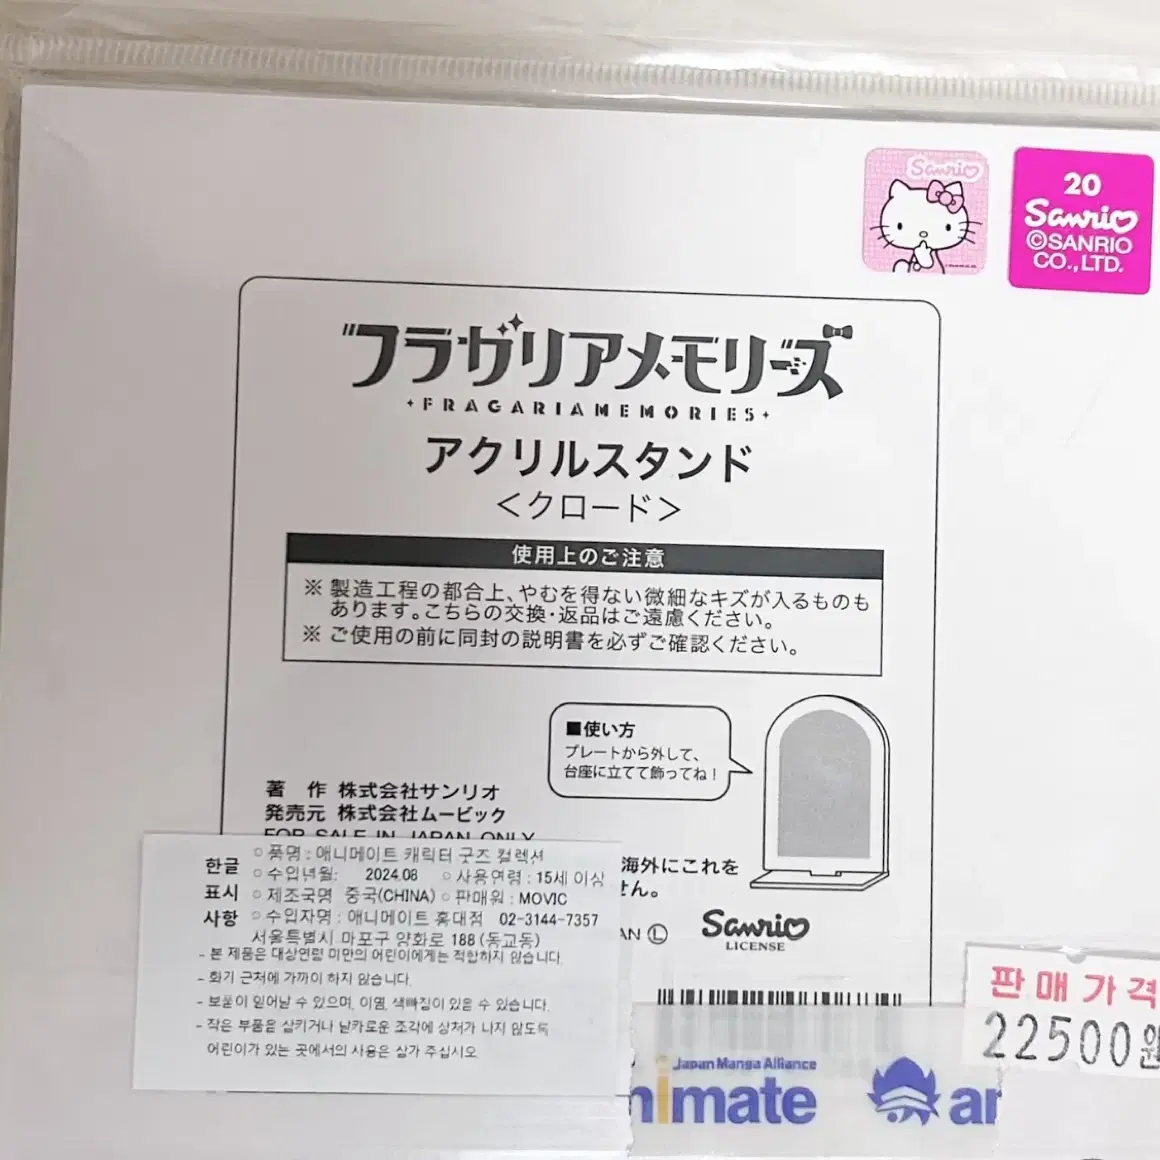 Sanrio
20
Sanrio
©SANRIO
CO.,LTD.
フラガリアメモリーズ
FRAGARIAMEMORIES
アクリルスタンド
＜クロード＞
使用上のご注意
※ 製造工程の都合上、やむを得ない微細なキズが入るものも
あります。こちらの交換・返品はご遠慮ください。
※ ご使用の前に同封の説明書を必ずご確認ください。
■使い方
プレートから外して、
台座に立てて飾ってね！
著 作 株式会社サンリオ
発売元 株式会社ムービック
FOR SALE IN JAPAN ONLY
海外にこれを
せん。
AN Ⓛ
Sanrio
LICENSE
한글
표시
사항
○ 품명 : 애니메이트 캐릭터 굿즈 컬렉션
○ 수입년월: 2024.08 ○ 사용연령 : 15세 이상
○ 제조국명 중국(CHINA) ○ 판매원 : MOVIC
○ 수입자명 : 애니메이트 홍대점 02-3144-7357
서울특별시 마포구 양화로 188 (동교동)
- 본 제품은 대상연령 미만의 어린이에게는 적합하지 않습니다.
- 화기 근처에 가까이 하지 않습니다.
- 보풀이 일어날 수 있으며, 이염, 색빠짐이 있을 수 있습니다.
- 작은 부품을 삼키거나 날카로운 조각에 상처가 나지 않도록
어린이가 있는 곳에서의 사용은 삼가 주십시오.
판매가격
22500원
Japan Manga Alliance
nimate
an